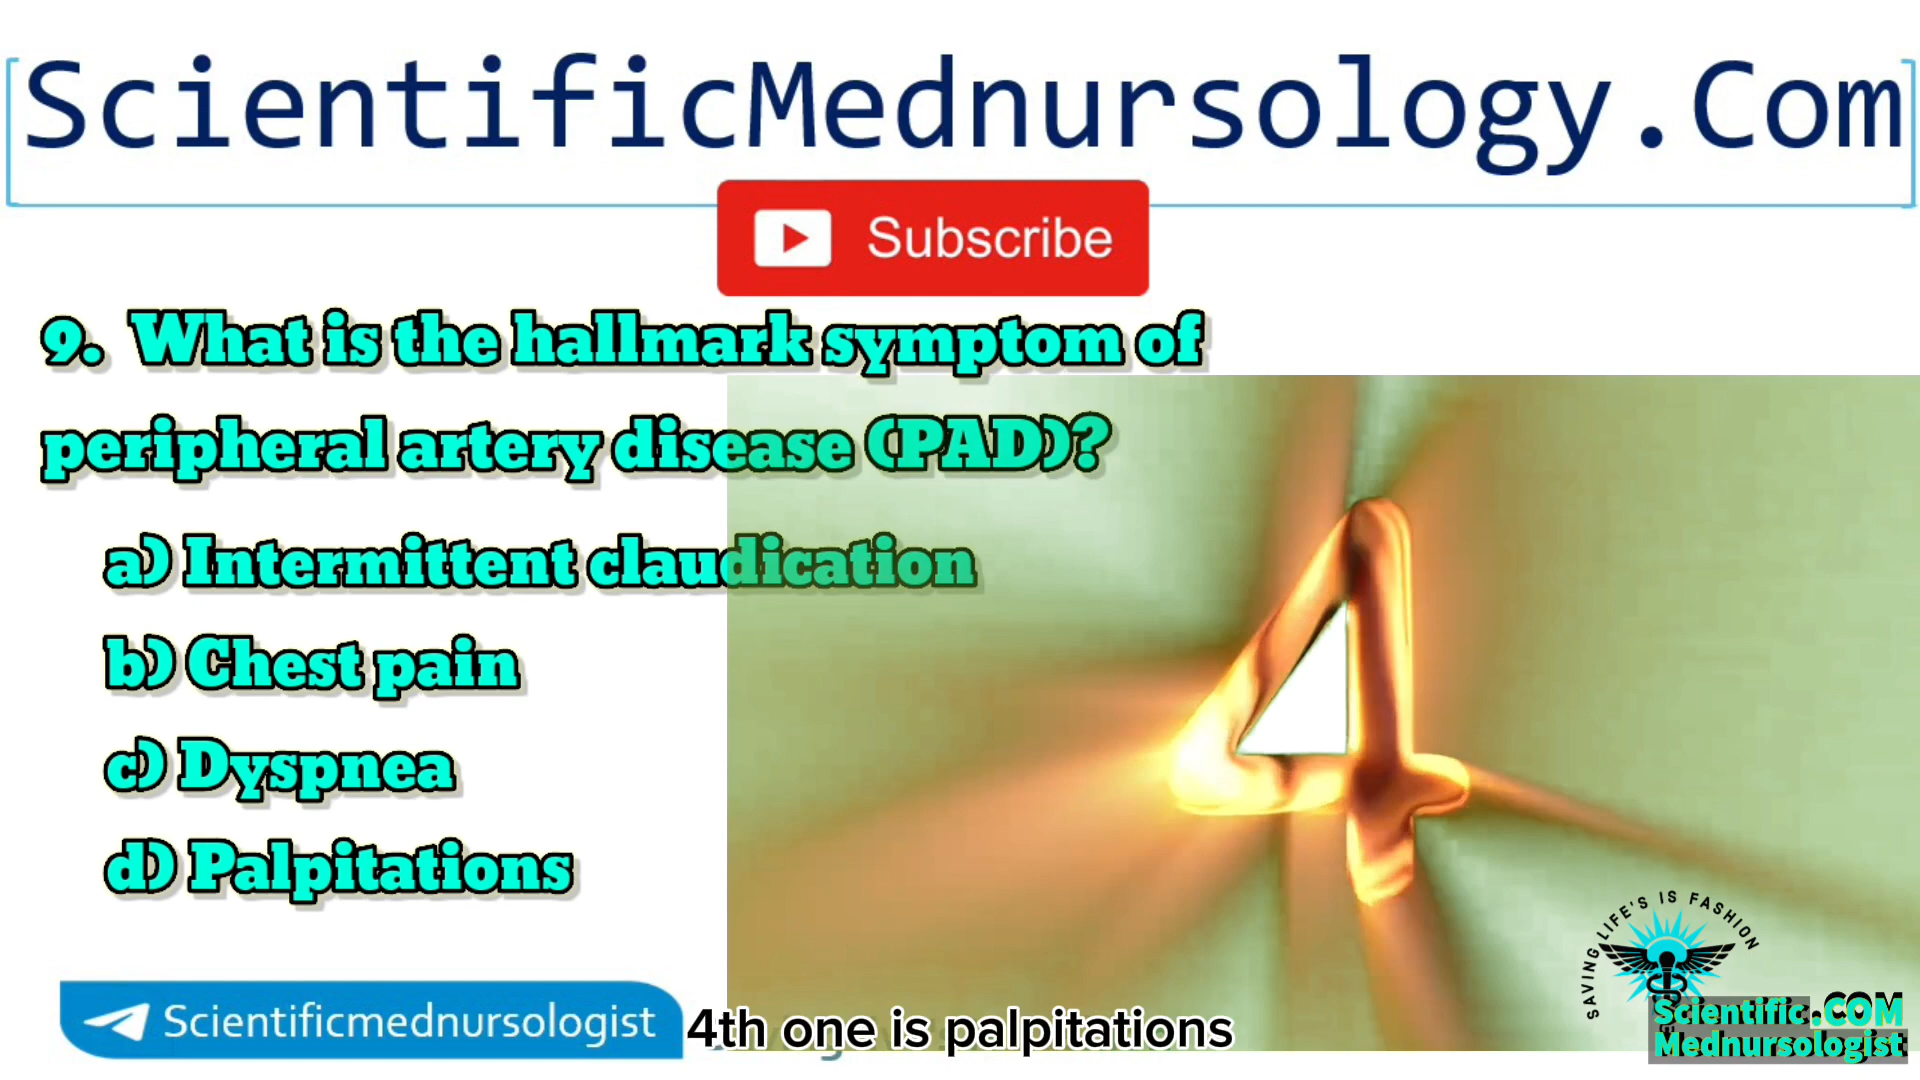 ScientificMednursology.Com
Subscribe
9. What is the hallmark symptom of
peripheral artery disease (PAD)?
a) Intermittent claudication
b) Chest pain
c) Dyspnea
d) Palpitations
4
SAVING LIFE'S IS FASHION
Scientific.COM
Mednursologist
Scientificmednursologist
4th one is palpitations